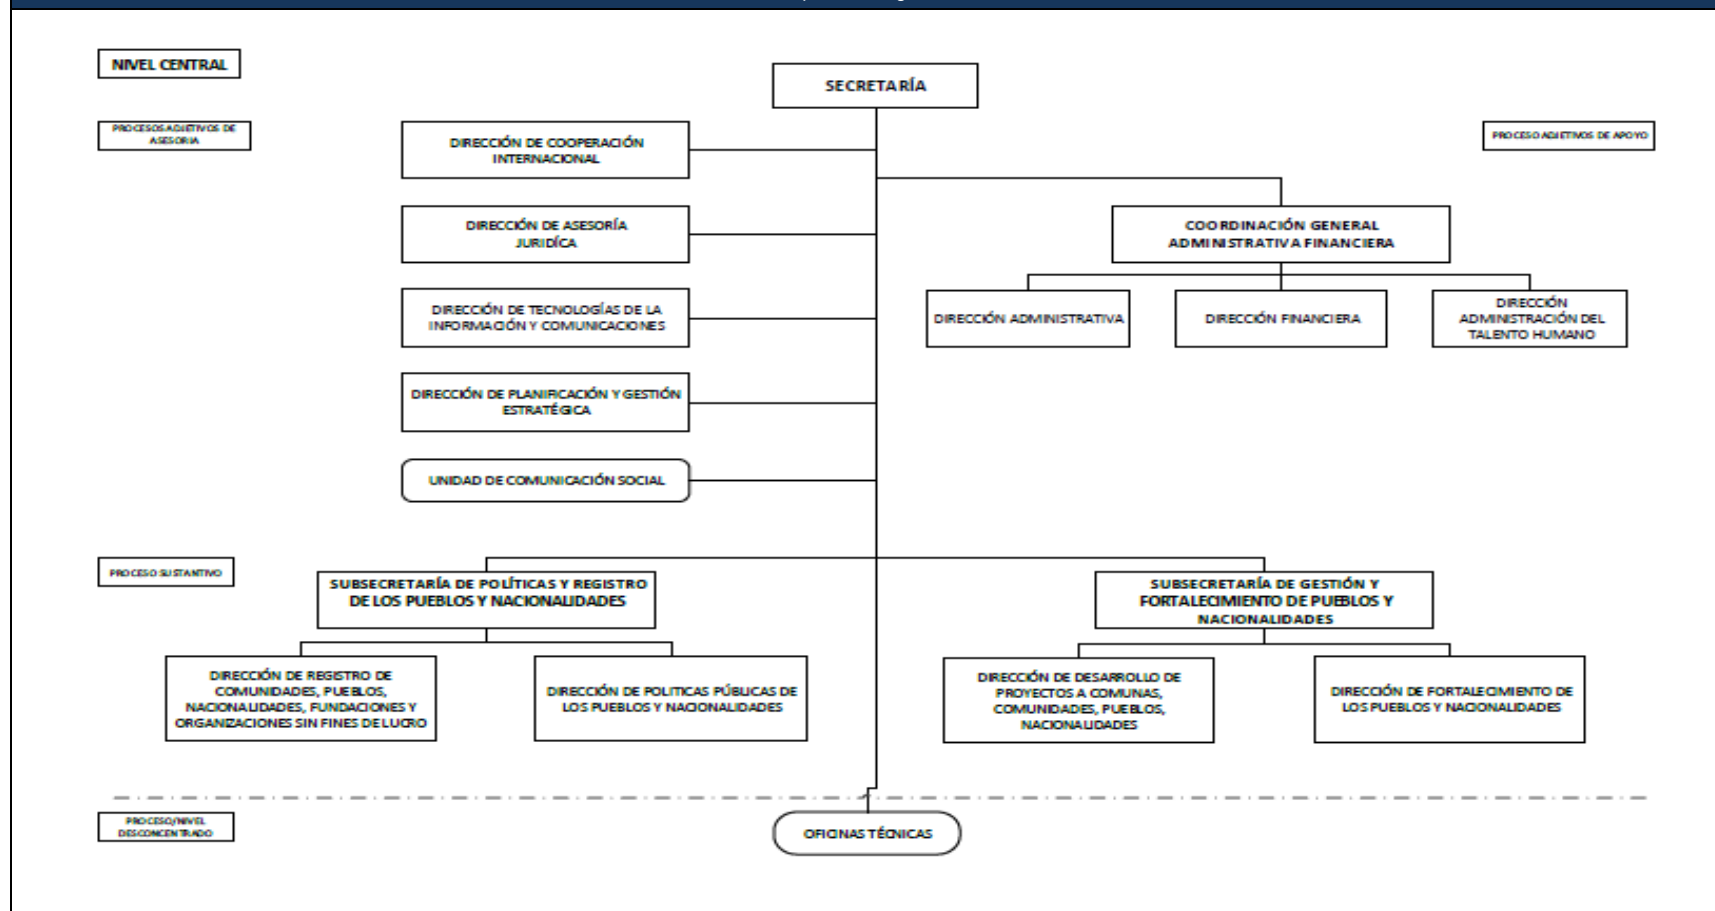 NIVEL CENTRAL
SECRETARÍA
PROCESOS ADJETIVOS DE
ASESORIA
PROCESO ADJETIVOS DE APOYO
DIRECCIÓN DE COOPERACIÓN
INTERNACIONAL
DIRECCIÓN DE ASESORÍA
JURIDÍCA
COORDINACIÓN GENERAL
ADMINISTRATIVA FINANCIERA
DIRECCIÓN DE TECNOLOGÍAS DE LA
INFORMACIÓN Y COMUNICACIONES
DIRECCIÓN ADMINISTRATIVA
DIRECCIÓN FINANCIERA
DIRECCIÓN
ADMINISTRACIÓN DEL
TALENTO HUMANO
DIRECCIÓN DE PLANIFICACIÓN Y GESTIÓN
ESTRATÉGICA
UNIDAD DE COMUNICACIÓN SOCIAL
PROCESO SUSTANTIVO
SUBSECRETARÍA DE POLÍTICAS Y REGISTRO
DE LOS PUEBLOS Y NACIONALIDADES
SUBSECRETARÍA DE GESTIÓN Y
FORTALECIMIENTO DE PUEBLOS Y
NACIONALIDADES
DIRECCIÓN DE REGISTRO DE
COMUNIDADES, PUEBLOS,
NACIONALIDADES, FUNDACIONES Y
ORGANIZACIONES SIN FINES DE LUCRO
DIRECCIÓN DE POLITICAS PÚBLICAS DE
LOS PUEBLOS Y NACIONALIDADES
DIRECCIÓN DE DESARROLLO DE
PROYECTOS A COMUNAS,
COMUNIDADES, PUEBLOS,
NACIONALIDADES
DIRECCIÓN DE FORTALECIMIENTO DE
LOS PUEBLOS Y NACIONALIDADES
PROCESO/NIVEL
DESCONCENTRADO
OFICINAS TÉCNICAS